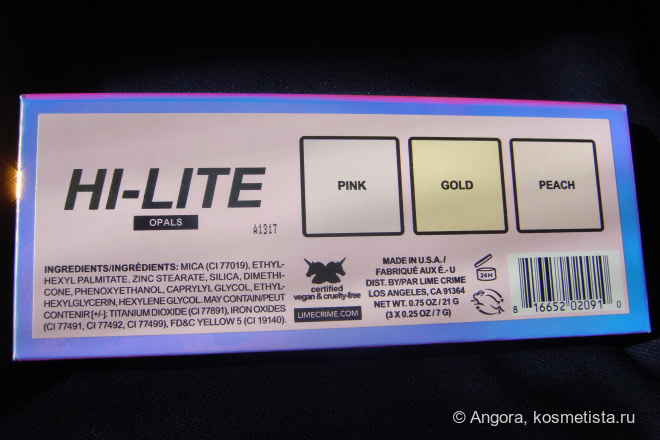 HI-LITE
OPALS
A1317
PINK
GOLD
PEACH
INGREDIENTS/INGRÉDIENTS: MICA (CI 77019), ETHYL-
HEXYL PALMITATE, ZINC STEARATE, SILICA, DIMETHI-
CONE, PHENOXYETHANOL, CAPRYLYL GLYCOL, ETHYL-
HEXYLGLYCERIN, HEXYLENE GLYCOL. MAY CONTAIN/PEUT
CONTENIR [+/-]: TITANIUM DIOXIDE (CI 77891), IRON OXIDES
(CI 77491, CI 77492, CI 77499), FD&C YELLOW 5 (CI 19140).
certified
vegan & cruelty-free
LIMECRIME.COM
MADE IN U.S.A./
FABRIQUÉ AUX É.- U
DIST. BY/PAR LIME CRIME
LOS ANGELES, CA 91364
NET WT. 0.75 OZ/ 21 G
(3 X 0.25 OZ / 7 G)
24M
8 16652 02091 0
© Angora, kosmetista.ru